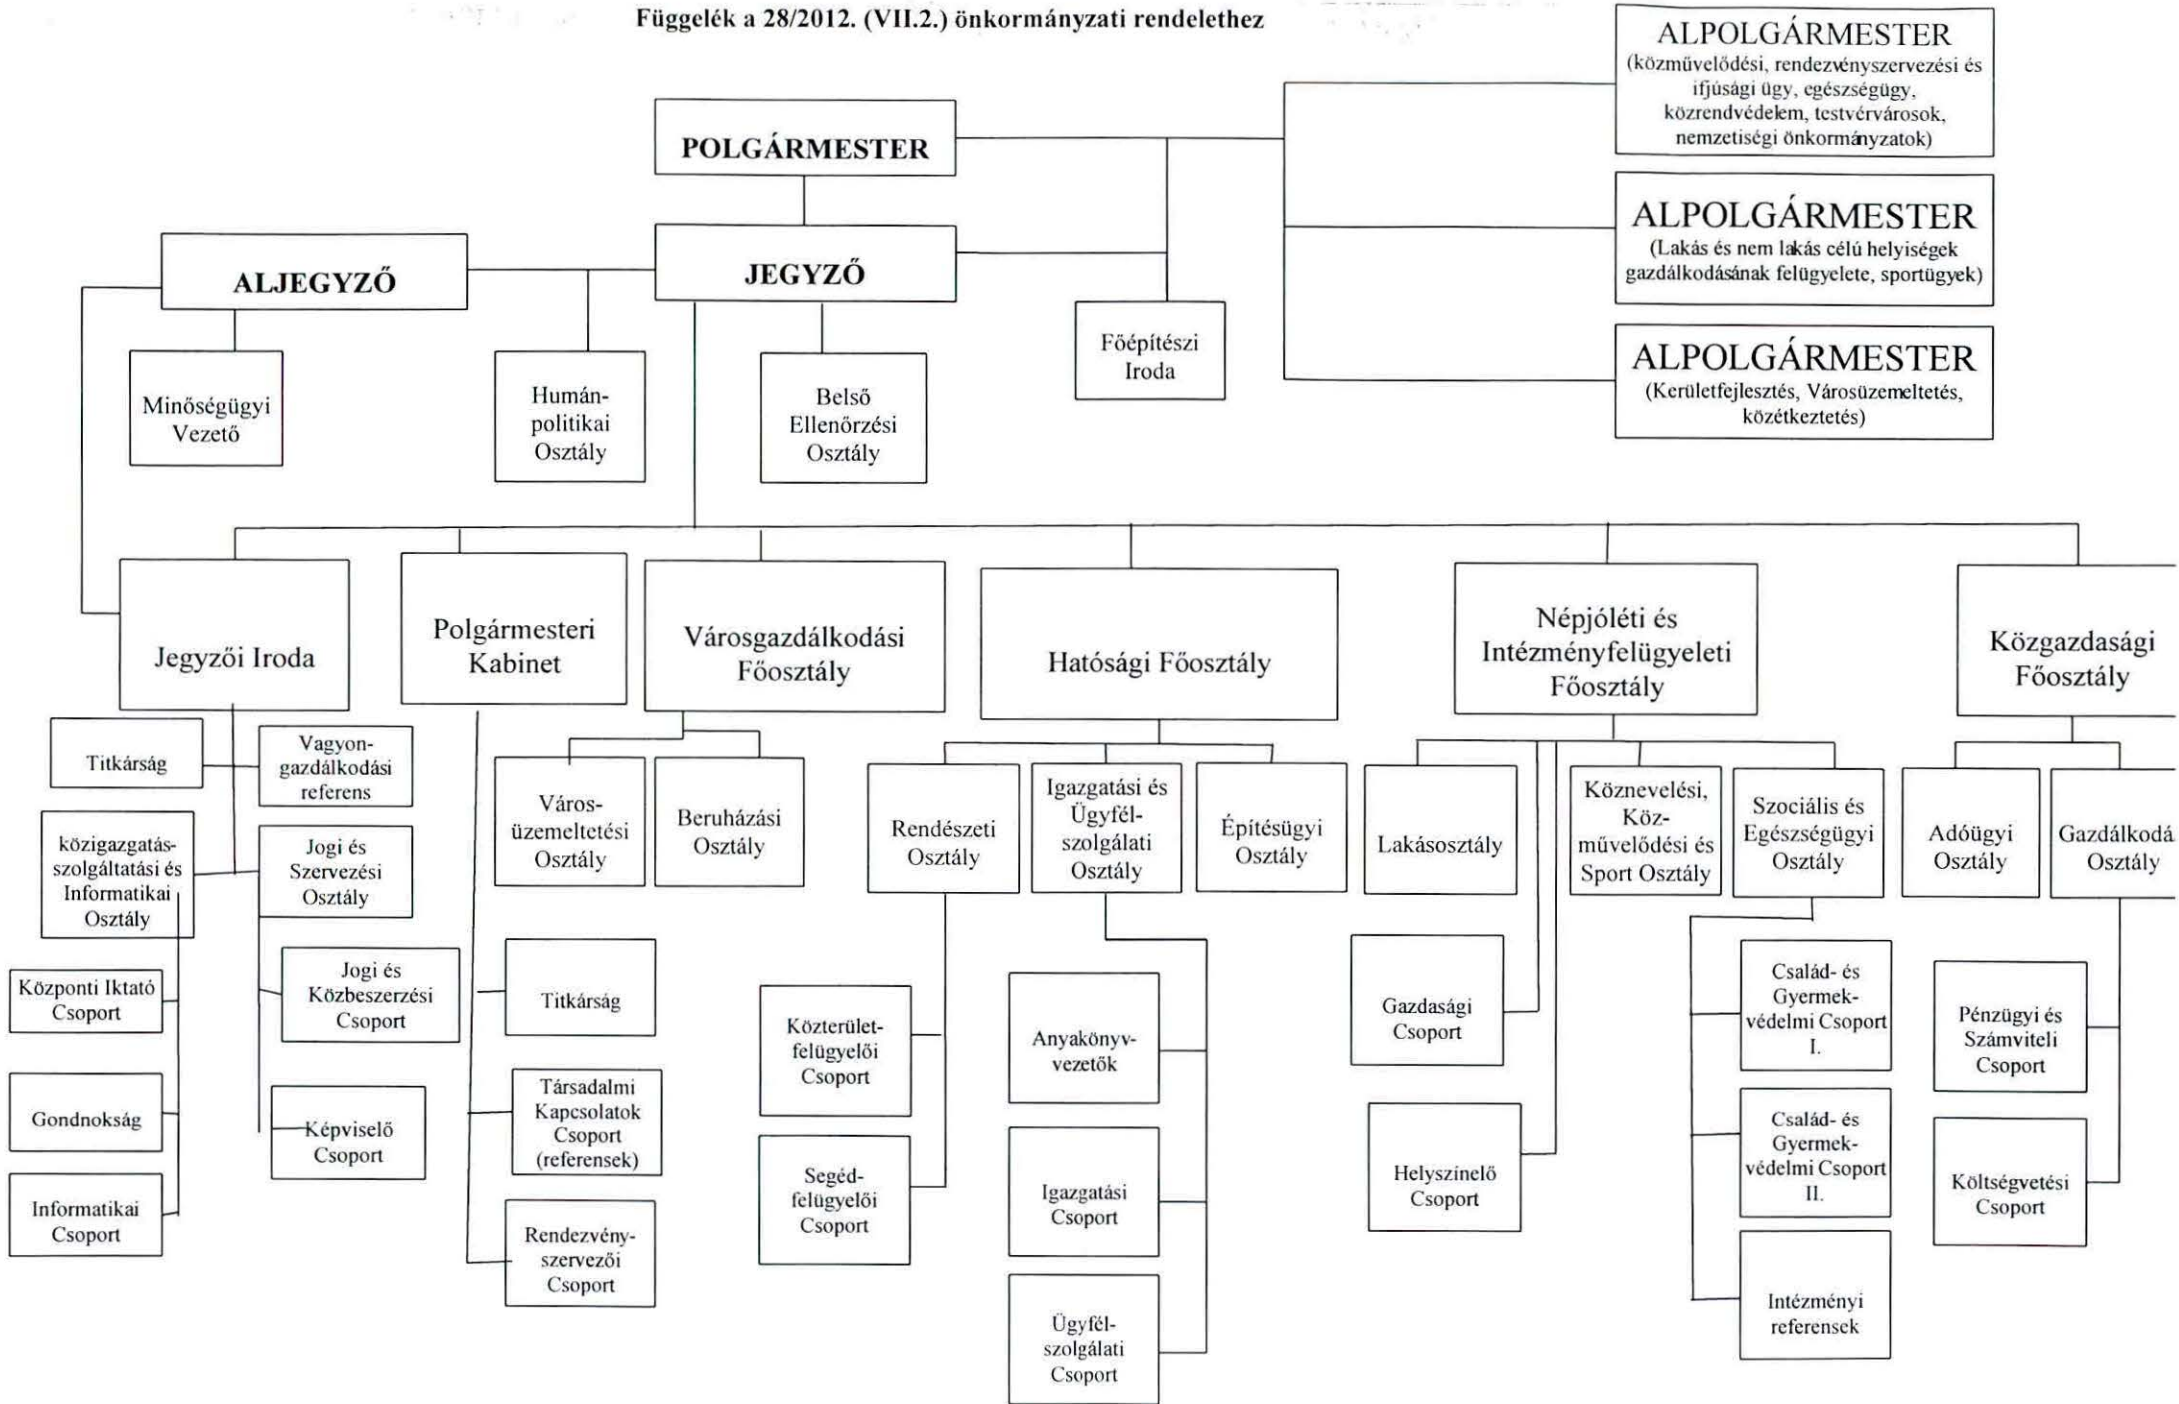 Függelék a 28/2012. (VII.2.) önkormányzati rendelethez
ALPOLGÁRMESTER
(közművelődési, rendezvényszervezési és
ifjúsági ügy, egészségügy,
közrendvédelem, testvérvárosok,
nemzetiségi önkormányzatok)
POLGÁRMESTER
ALPOLGÁRMESTER
(Lakás és nem lakás célú helyiségek
gazdálkodásának felügyelete, sportügyek)
ALJEGYZŐ
JEGYZŐ
Főépítészi
Iroda
ALPOLGÁRMESTER
(Kerületfejlesztés, Városüzemeltetés,
közétkeztetés)
Minőségügyi
Vezető
Humán-
politikai
Osztály
Belső
Ellenőrzési
Osztály
Jegyzői Iroda
Polgármesteri
Kabinet
Városgazdálkodási
Főosztály
Hatósági Főosztály
Népjóléti és
Intézményfelügyeleti
Főosztály
Közgazdasági
Főosztály
Titkárság
Vagyon-
gazdálkodási
referens
közigazgatás-
szolgáltatási és
Informatikai
Osztály
Jogi és
Szervezési
Osztály
Központi Iktató
Csoport
Jogi és
Közbeszerzési
Csoport
Gondnokság
Képviselő
Csoport
Informatikai
Csoport
Titkárság
Társadalmi
Kapcsolatok
Csoport
(referensek)
Rendezvény-
szervezői
Csoport
Város-
üzemeltetési
Osztály
Beruházási
Osztály
Rendészeti
Osztály
Igazgatási és
Ügyfél-
szolgálati
Osztály
Építésügyi
Osztály
Közterület-
felügyelői
Csoport
Segéd-
felügyelői
Csoport
Anyakönyv-
vezetők
Igazgatási
Csoport
Ügyfél-
szolgálati
Csoport
Lakásosztály
Köznevelési,
Köz-
művelődési és
Sport Osztály
Szociális és
Egészségügyi
Osztály
Gazdasági
Csoport
Helyszínelő
Csoport
Család- és
Gyermek-
védelmi Csoport
I.
Család- és
Gyermek-
védelmi Csoport
II.
Intézményi
referensek
Adóügyi
Osztály
Gazdálkodá
Osztály
Pénzügyi és
Számviteli
Csoport
Költségvetési
Csoport